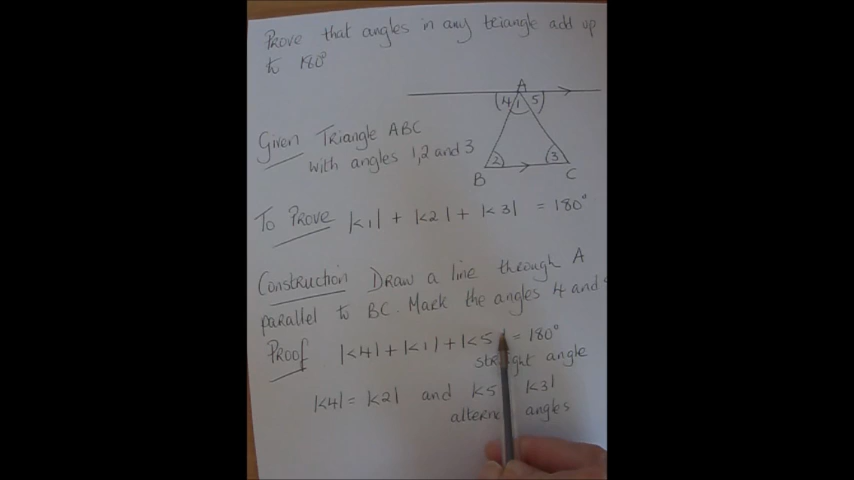 Prove that angles in any triangle add up
to 180°
A
4 1 5
Given Triangle ABC
with angles 1,2 and 3
2 3
B C
To Prove |<1| + |<2| + |<3| = 180°
Construction Draw a line through A
parallel to BC. Mark the angles 4 and
Proof |<4| + |<1| + |<5| = 180°
straight angle
|<4| = |<2| and |<5 |<3|
angles